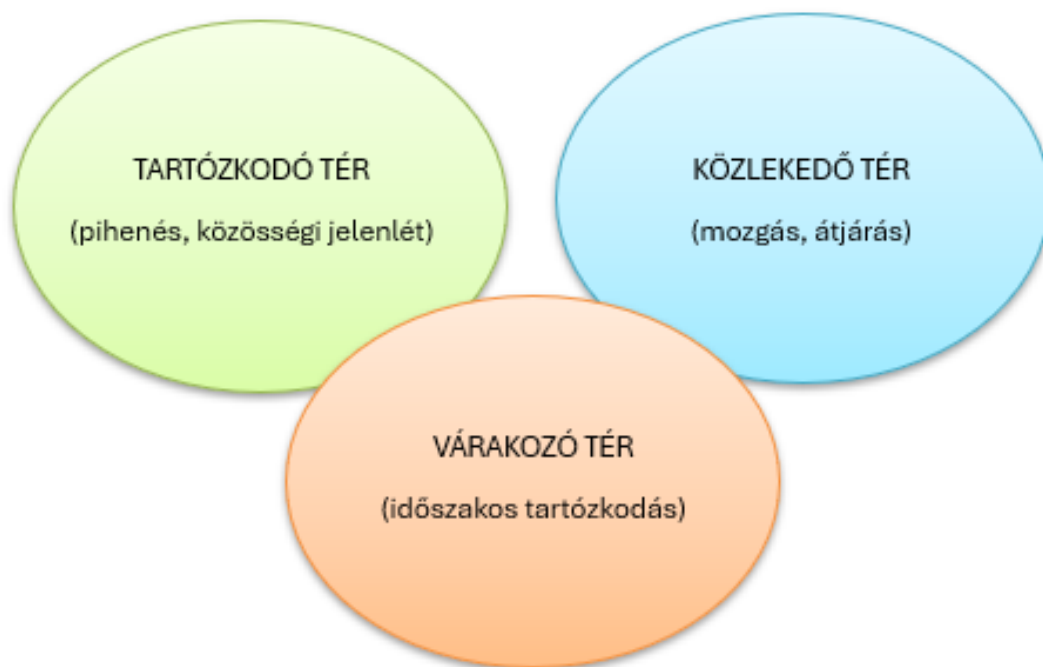 TARTÓZKODÓ TÉR
(pihenés, közösségi jelenlét)
KÖZLEKEDŐ TÉR
(mozgás, átjárás)
VÁRAKOZÓ TÉR
(időszakos tartózkodás)